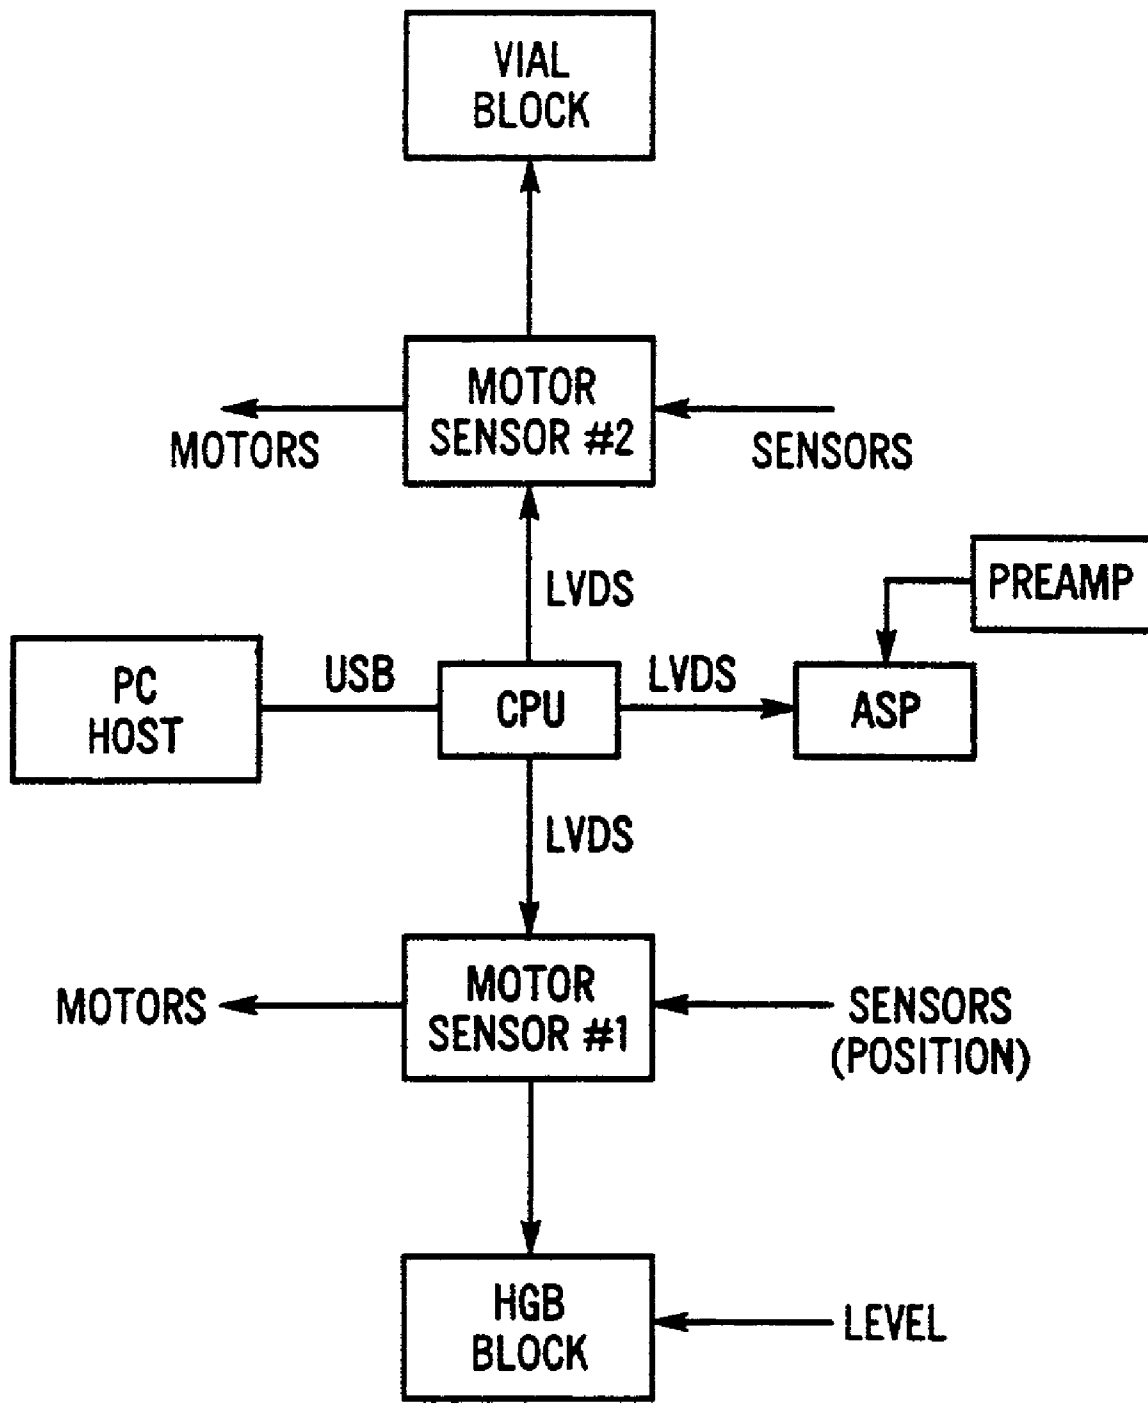 VIAL
BLOCK
MOTOR
SENSOR #2
MOTORS
SENSORS
LVDS
PREAMP
PC
HOST
USB
CPU
LVDS
ASP
LVDS
MOTORS
MOTOR
SENSOR #1
SENSORS
(POSITION)
HGB
BLOCK
LEVEL